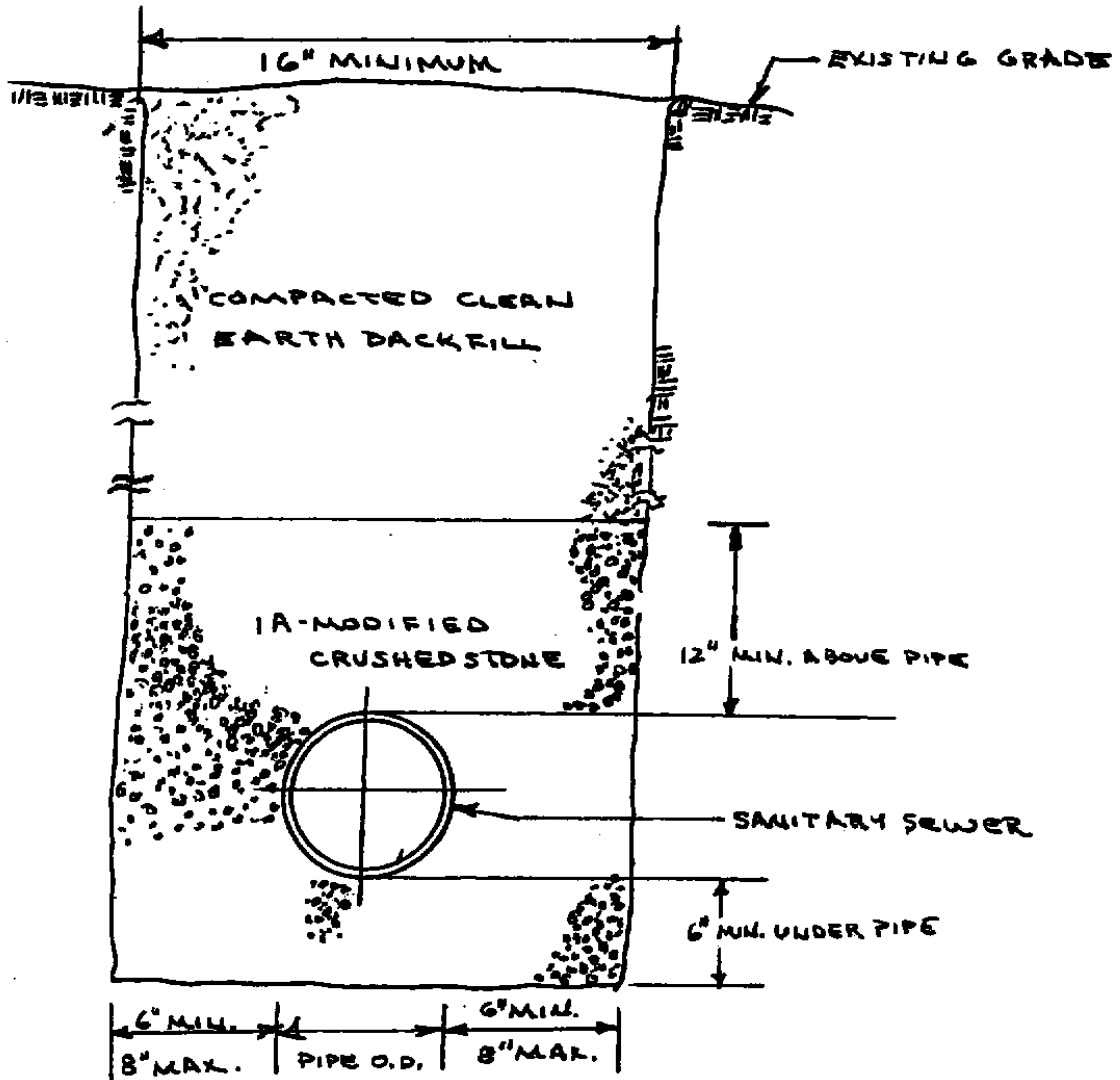 16" MINIMUM
EXISTING GRADE
COMPACTED CLEAN
EARTH BACKFILL
1A-MODIFIED
CRUSHED STONE
12" MIN. ABOVE PIPE
SANITARY SEWER
6" MIN. UNDER PIPE
6" MIN.
8" MAX.
PIPE O.D.
6" MIN.
8" MAX.